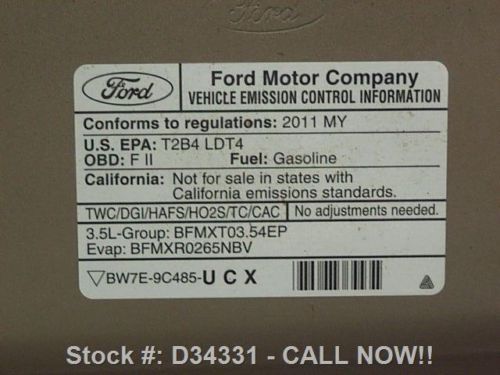 Ford
Ford
Ford Motor Company
VEHICLE EMISSION CONTROL INFORMATION
Conforms to regulations: 2011 MY
U.S. EPA: T2B4 LDT4
OBD: F II Fuel: Gasoline
California: Not for sale in states with
California emissions standards.
TWC/DGI/HAFS/HO2S/TC/CAC No adjustments needed.
3.5L-Group: BFMXT03.54EP
Evap: BFMXR0265NBV
BW7E-9C485-U C X
Stock #: D34331 - CALL NOW!!